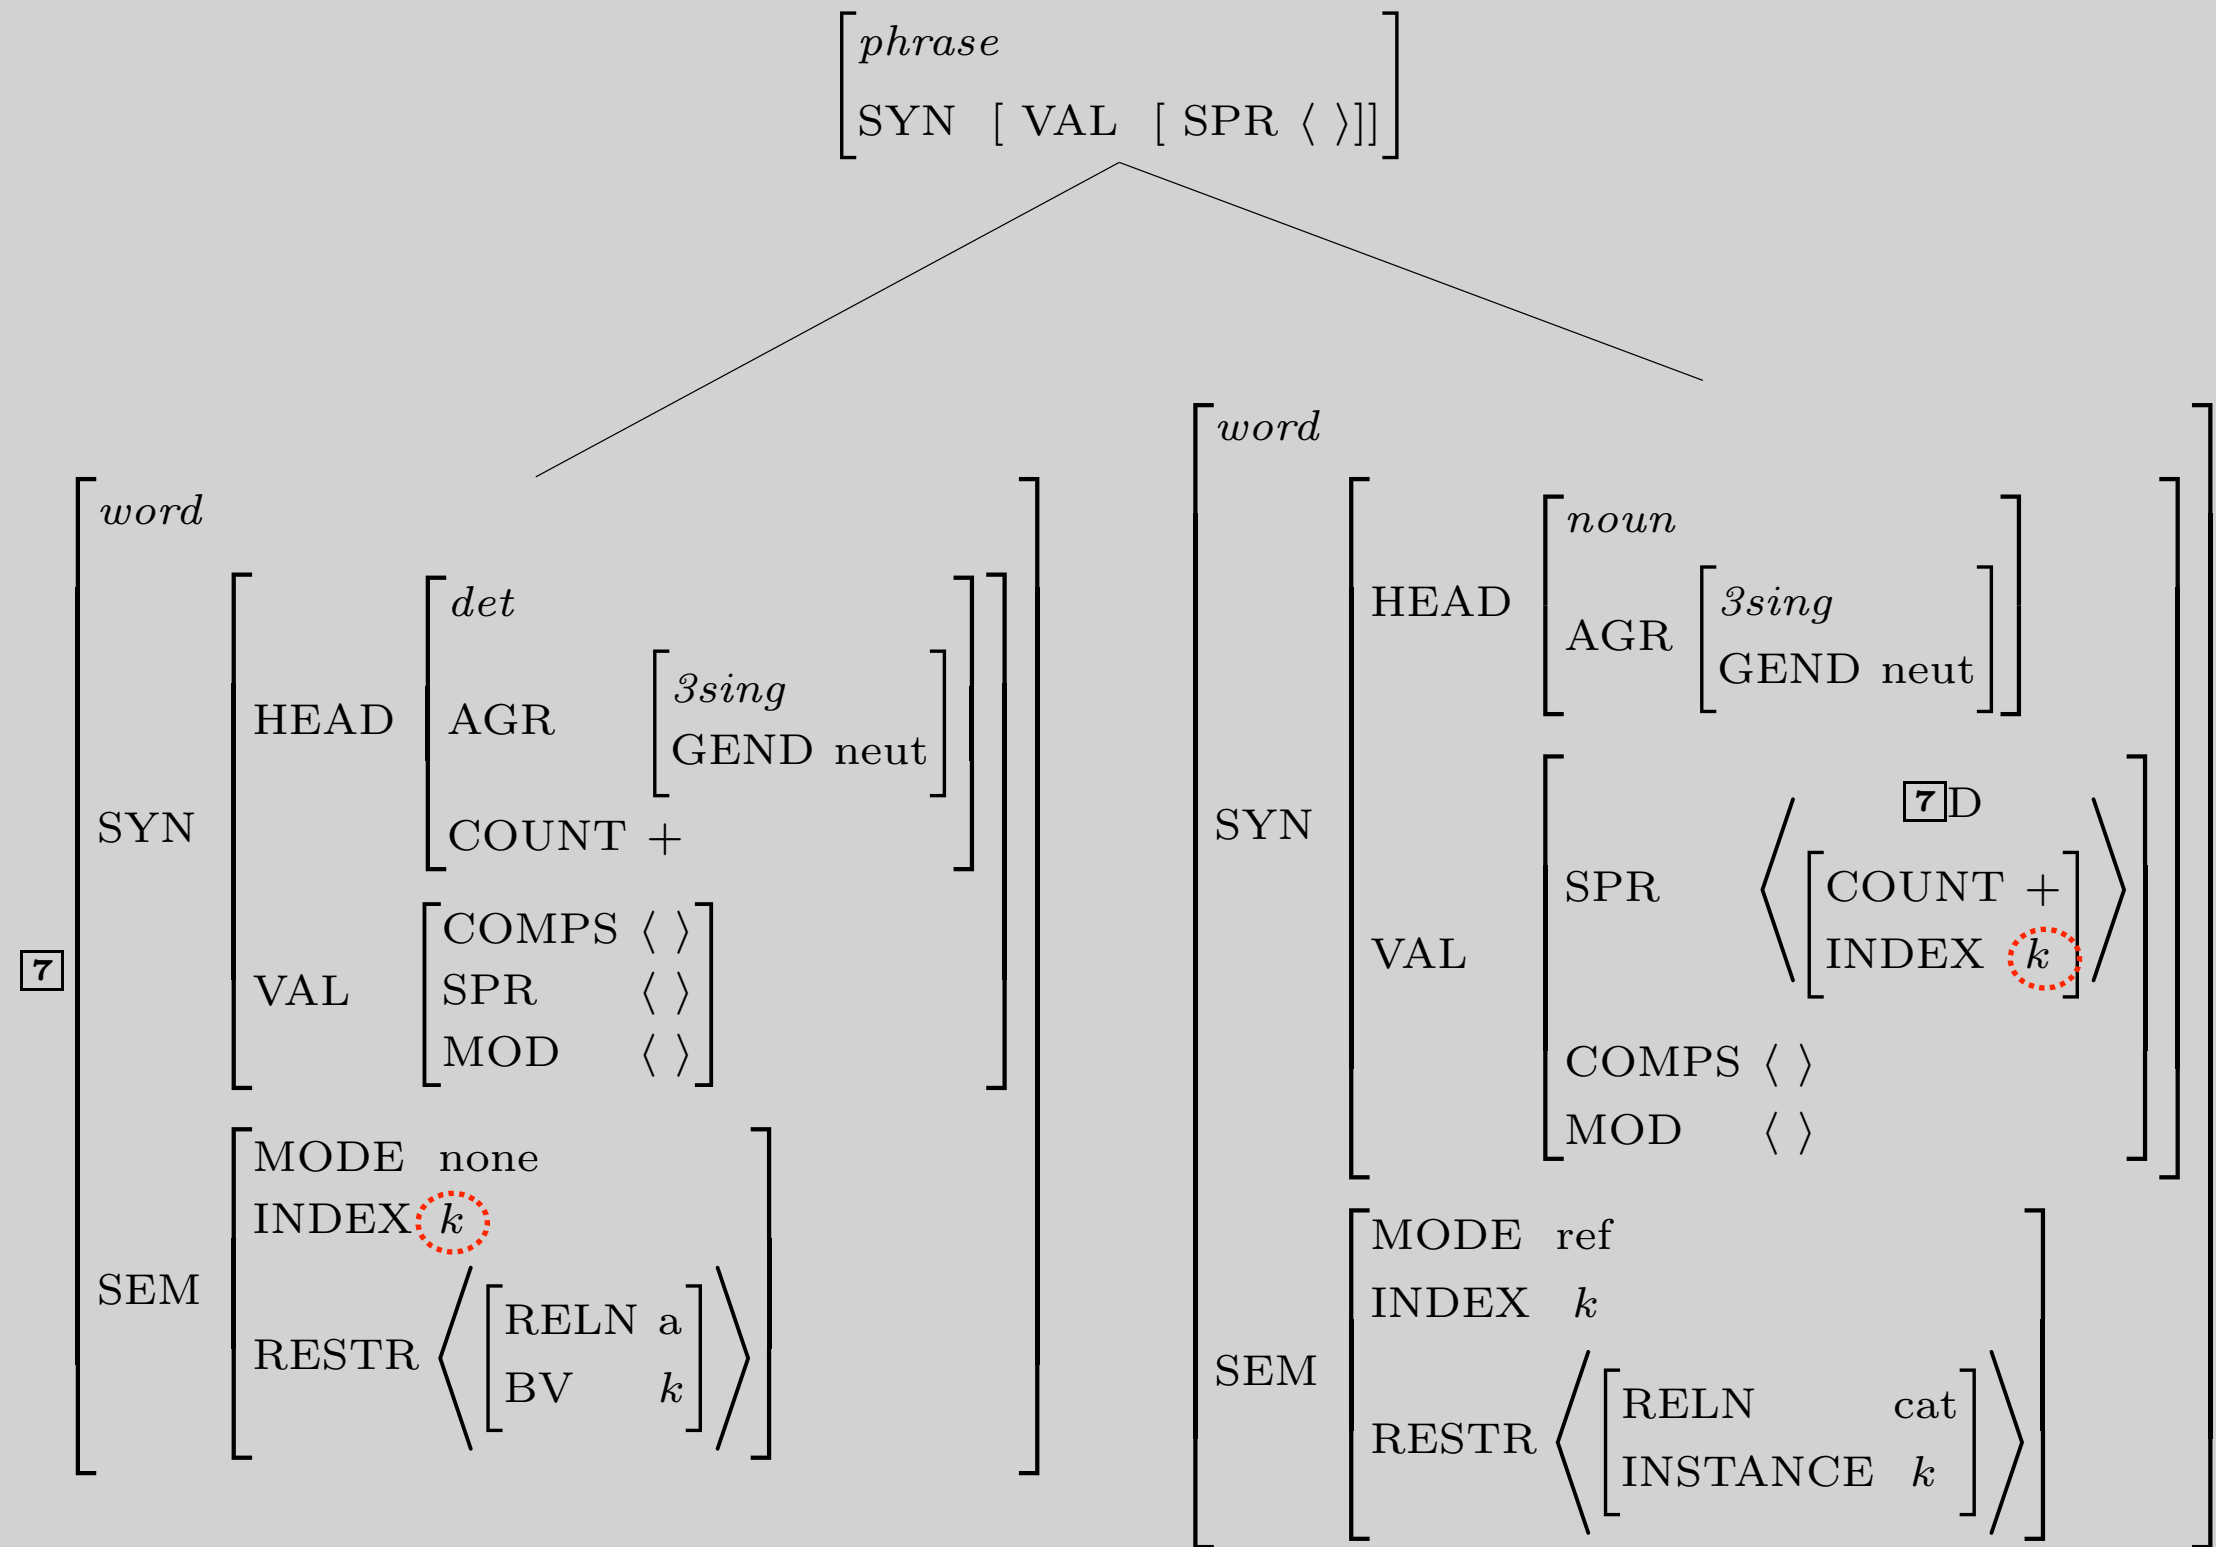 phrase
SYN [ VAL [ SPR ⟨ ⟩]]
7
word
SYN
HEAD
det
AGR
3sing
GEND neut
COUNT +
VAL
COMPS ⟨ ⟩
SPR ⟨ ⟩
MOD ⟨ ⟩
SEM
MODE none
INDEX k
RESTR
RELN a
BV k
word
SYN
HEAD
noun
AGR
3sing
GEND neut
VAL
SPR
7 D
COUNT +
INDEX k
COMPS ⟨ ⟩
MOD ⟨ ⟩
SEM
MODE ref
INDEX k
RESTR
RELN cat
INSTANCE k